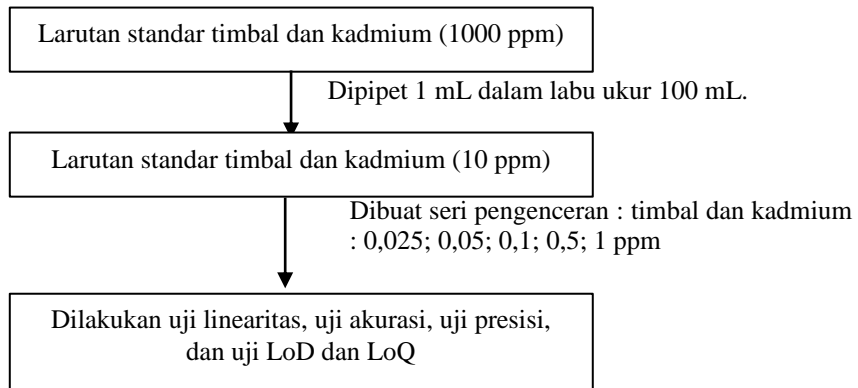 Larutan standar timbal dan kadmium (1000 ppm)
Dipipet 1 mL dalam labu ukur 100 mL.
Larutan standar timbal dan kadmium (10 ppm)
Dibuat seri pengenceran : timbal dan kadmium
: 0,025; 0,05; 0,1; 0,5; 1 ppm
Dilakukan uji linearitas, uji akurasi, uji presisi,
dan uji LoD dan LoQ